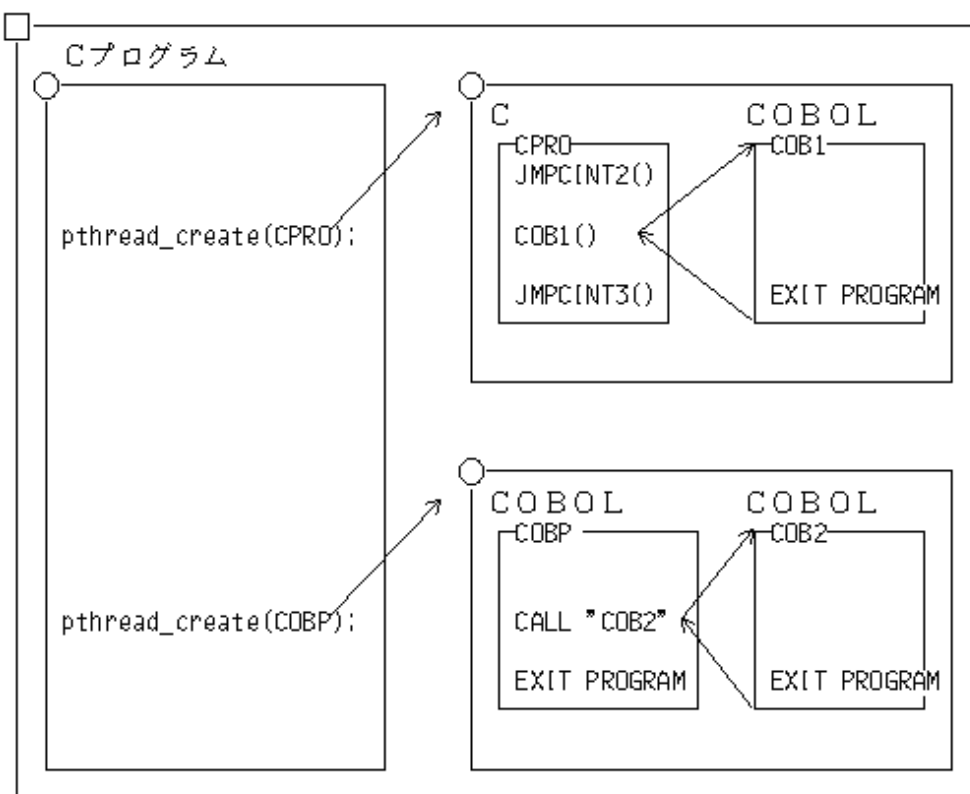 Cプログラム
pthread_create(CPRO);
C
CPRO
JMPCINT2()
COB1()
JMPCINT3()
COBOL
COB1
EXIT PROGRAM
pthread_create(COBP);
COBOL
COBP
CALL "COB2"
EXIT PROGRAM
COBOL
COB2
EXIT PROGRAM